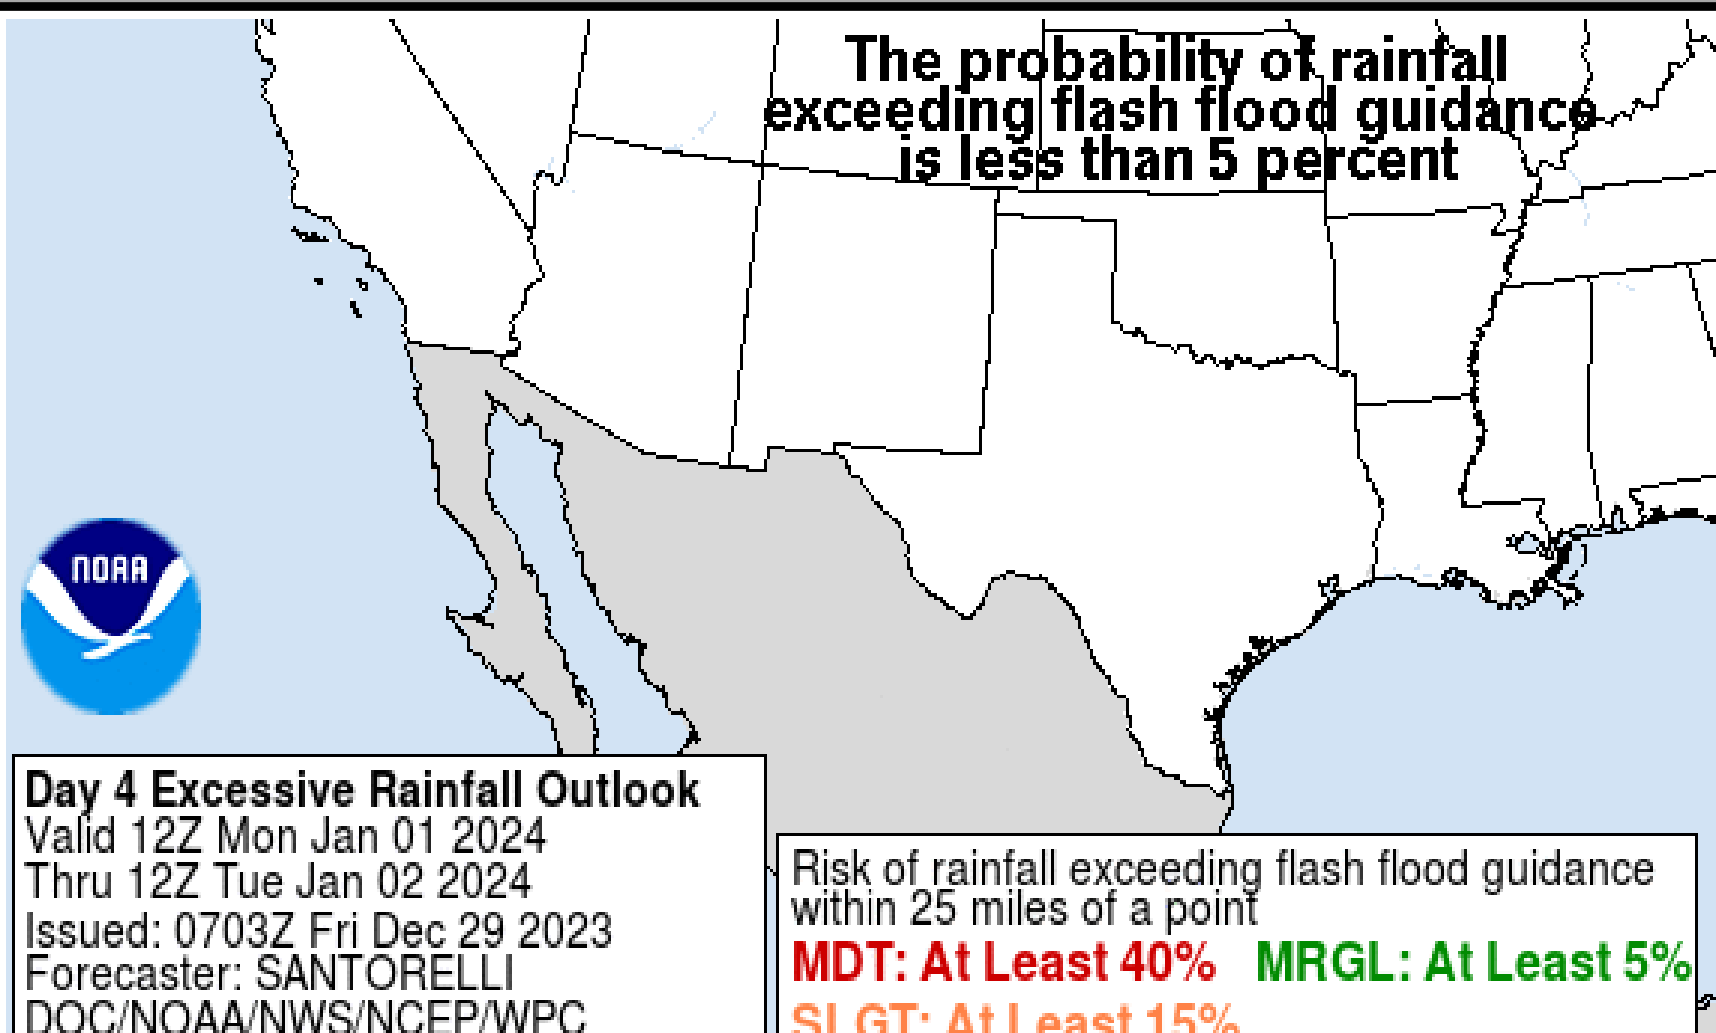 The probability of rainfall
exceeding flash flood guidance
is less than 5 percent
NOAA
Day 4 Excessive Rainfall Outlook
Valid 12Z Mon Jan 01 2024
Thru 12Z Tue Jan 02 2024
Issued: 0703Z Fri Dec 29 2023
Forecaster: SANTORELLI
DOC/NOAA/NWS/NCEP/WPC
Risk of rainfall exceeding flash flood guidance
within 25 miles of a point
MDT: At Least 40% MRGL: At Least 5%
SLGT: At Least 15%